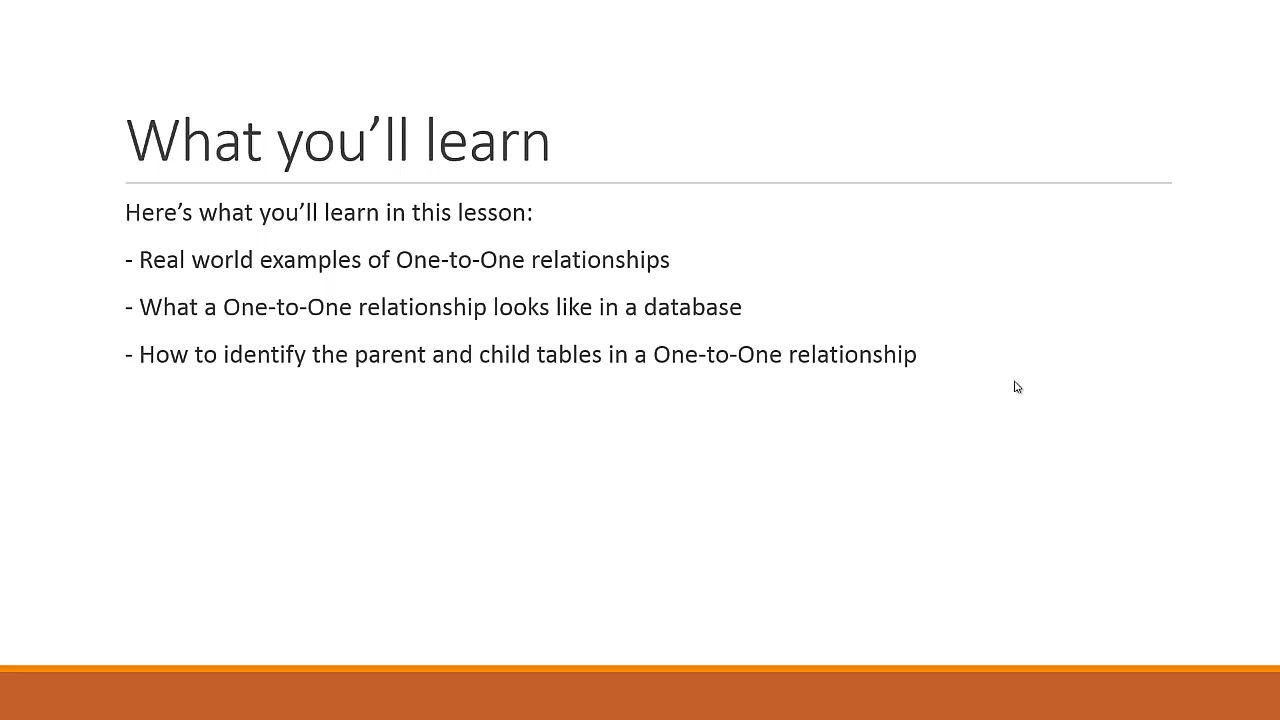 What you’ll learn
Here’s what you’ll learn in this lesson:
- Real world examples of One-to-One relationships
- What a One-to-One relationship looks like in a database
- How to identify the parent and child tables in a One-to-One relationship